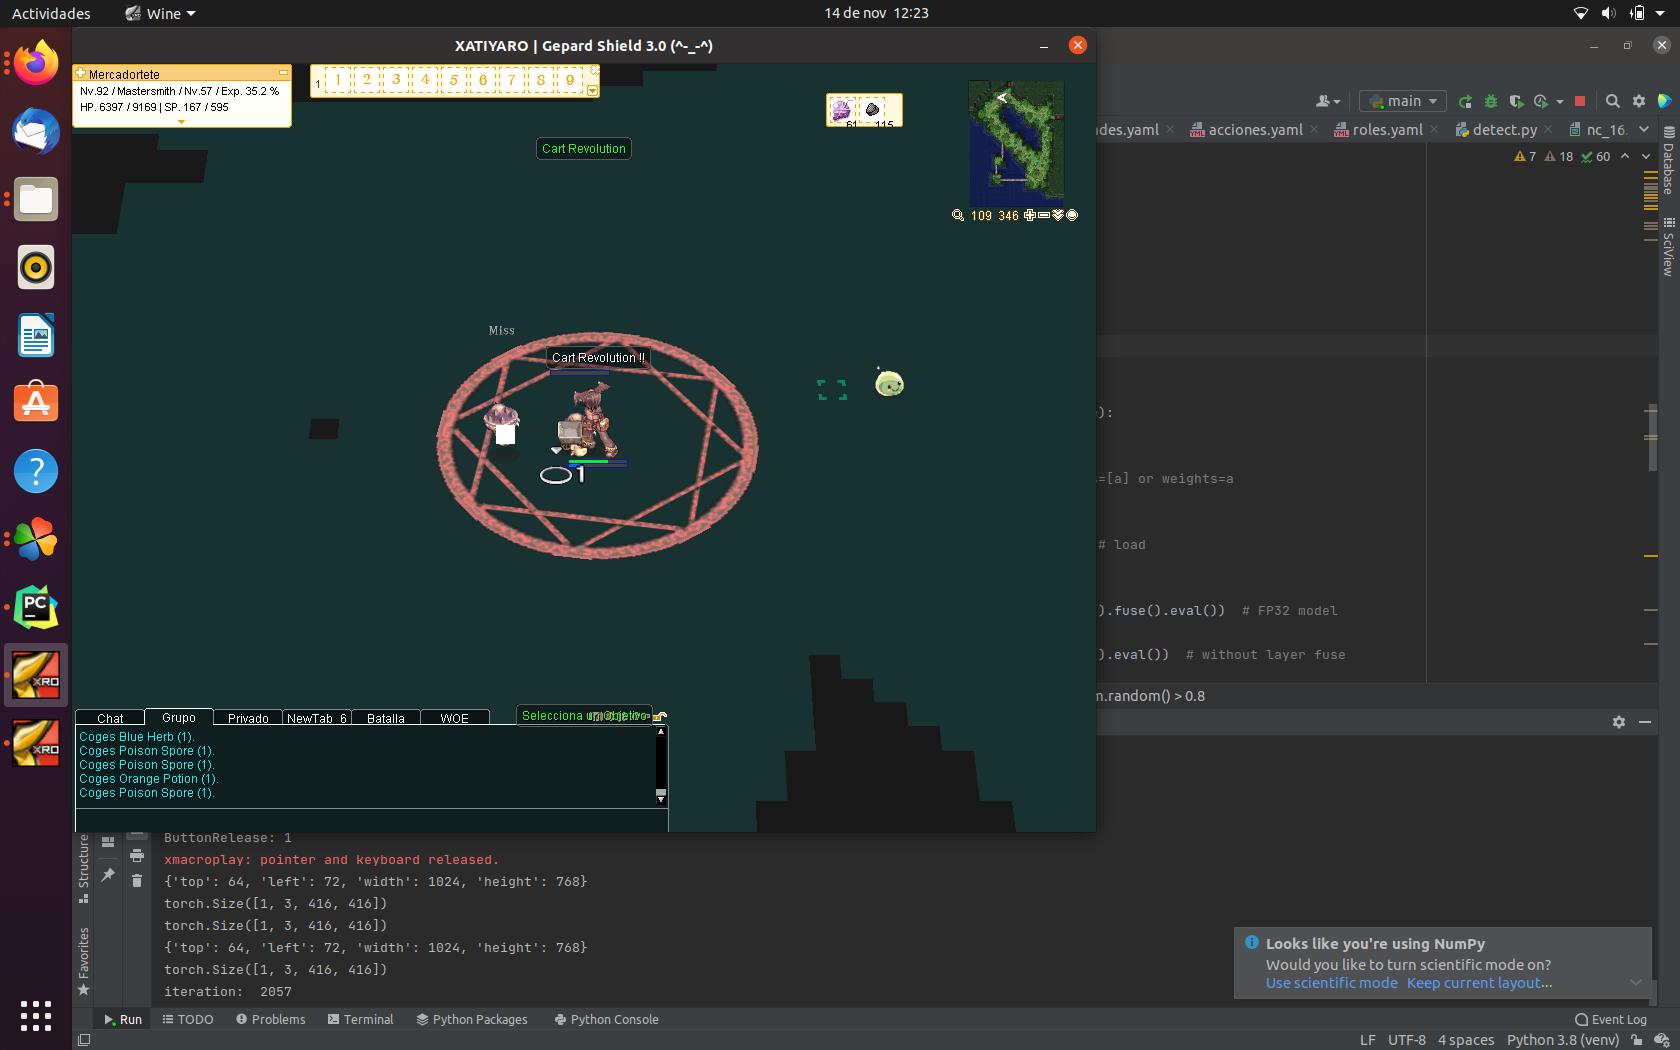 Actividades
Wine
14 de nov 12:23
XATIYARO | Gepard Shield 3.0 (^-_-^)
Mercadortete
Nv.92 / Mastersmith / Nv.57 / Exp. 35.2 %
HP. 6397 / 9169 | SP. 167 / 595
1 1 2 3 4 5 6 7 8 9
61 115
109 346
Cart Revolution
Miss
Cart Revolution !!
1
main
des.yaml
acciones.yaml
roles.yaml
detect.py
nc_16.
7 18 60
Database
SciView
):
=[a] or weights=a
# load
).fuse().eval()) # FP32 model
).eval()) # without layer fuse
m.random() > 0.8
Chat Grupo Privado NewTab 6 Batalla WOE
Selecciona un objetivo
Coges Blue Herb (1).
Coges Poison Spore (1).
Coges Poison Spore (1).
Coges Orange Potion (1).
Coges Poison Spore (1).
XRO
XRO
PC
Structure
Favorites
ButtonRelease: 1
xmacroplay: pointer and keyboard released.
{'top': 64, 'left': 72, 'width': 1024, 'height': 768}
torch.Size([1, 3, 416, 416])
torch.Size([1, 3, 416, 416])
{'top': 64, 'left': 72, 'width': 1024, 'height': 768}
torch.Size([1, 3, 416, 416])
iteration: 2057
Looks like you're using NumPy
Would you like to turn scientific mode on?
Use scientific mode Keep current layout...
Run TODO Problems Terminal Python Packages Python Console
Event Log
LF UTF-8 4 spaces Python 3.8 (venv)